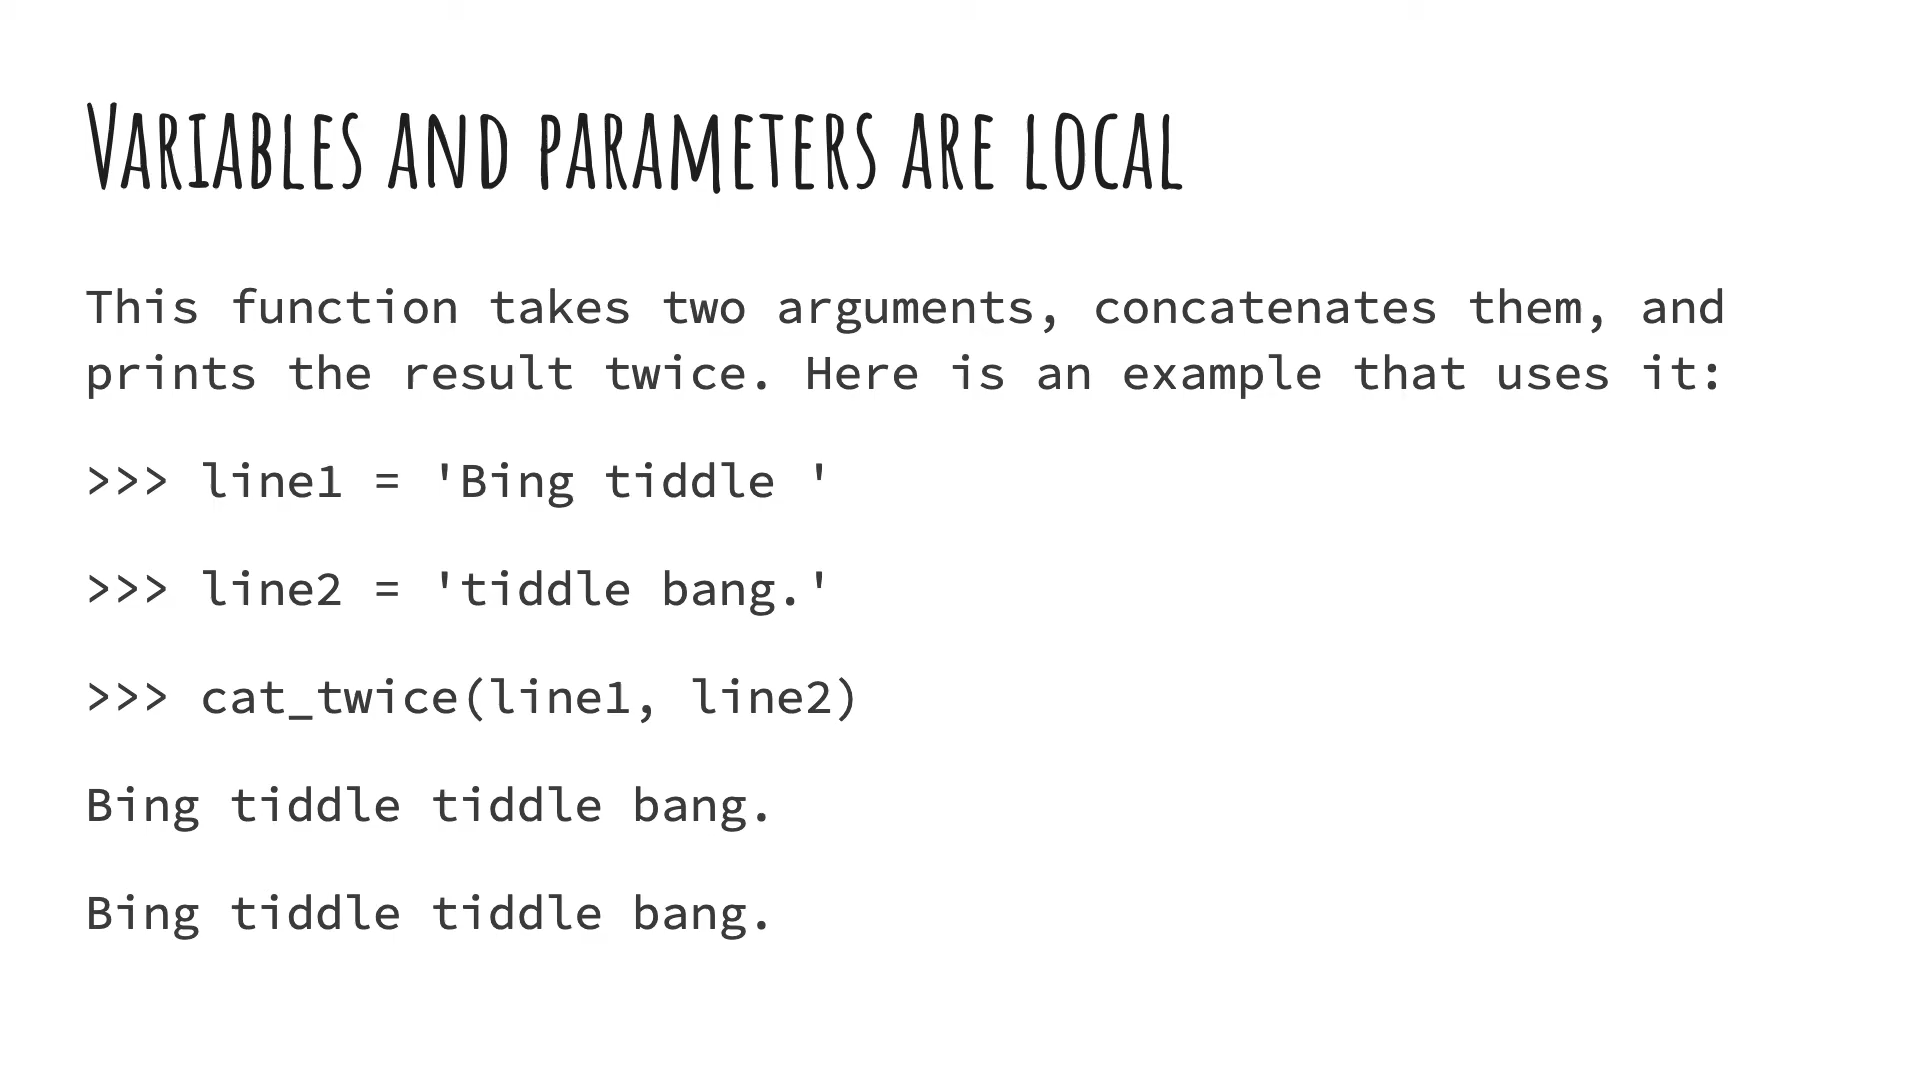 Variables and parameters are local
This function takes two arguments, concatenates them, and
prints the result twice. Here is an example that uses it:
>>> line1 = 'Bing tiddle '
>>> line2 = 'tiddle bang.'
>>> cat_twice(line1, line2)
Bing tiddle tiddle bang.
Bing tiddle tiddle bang.